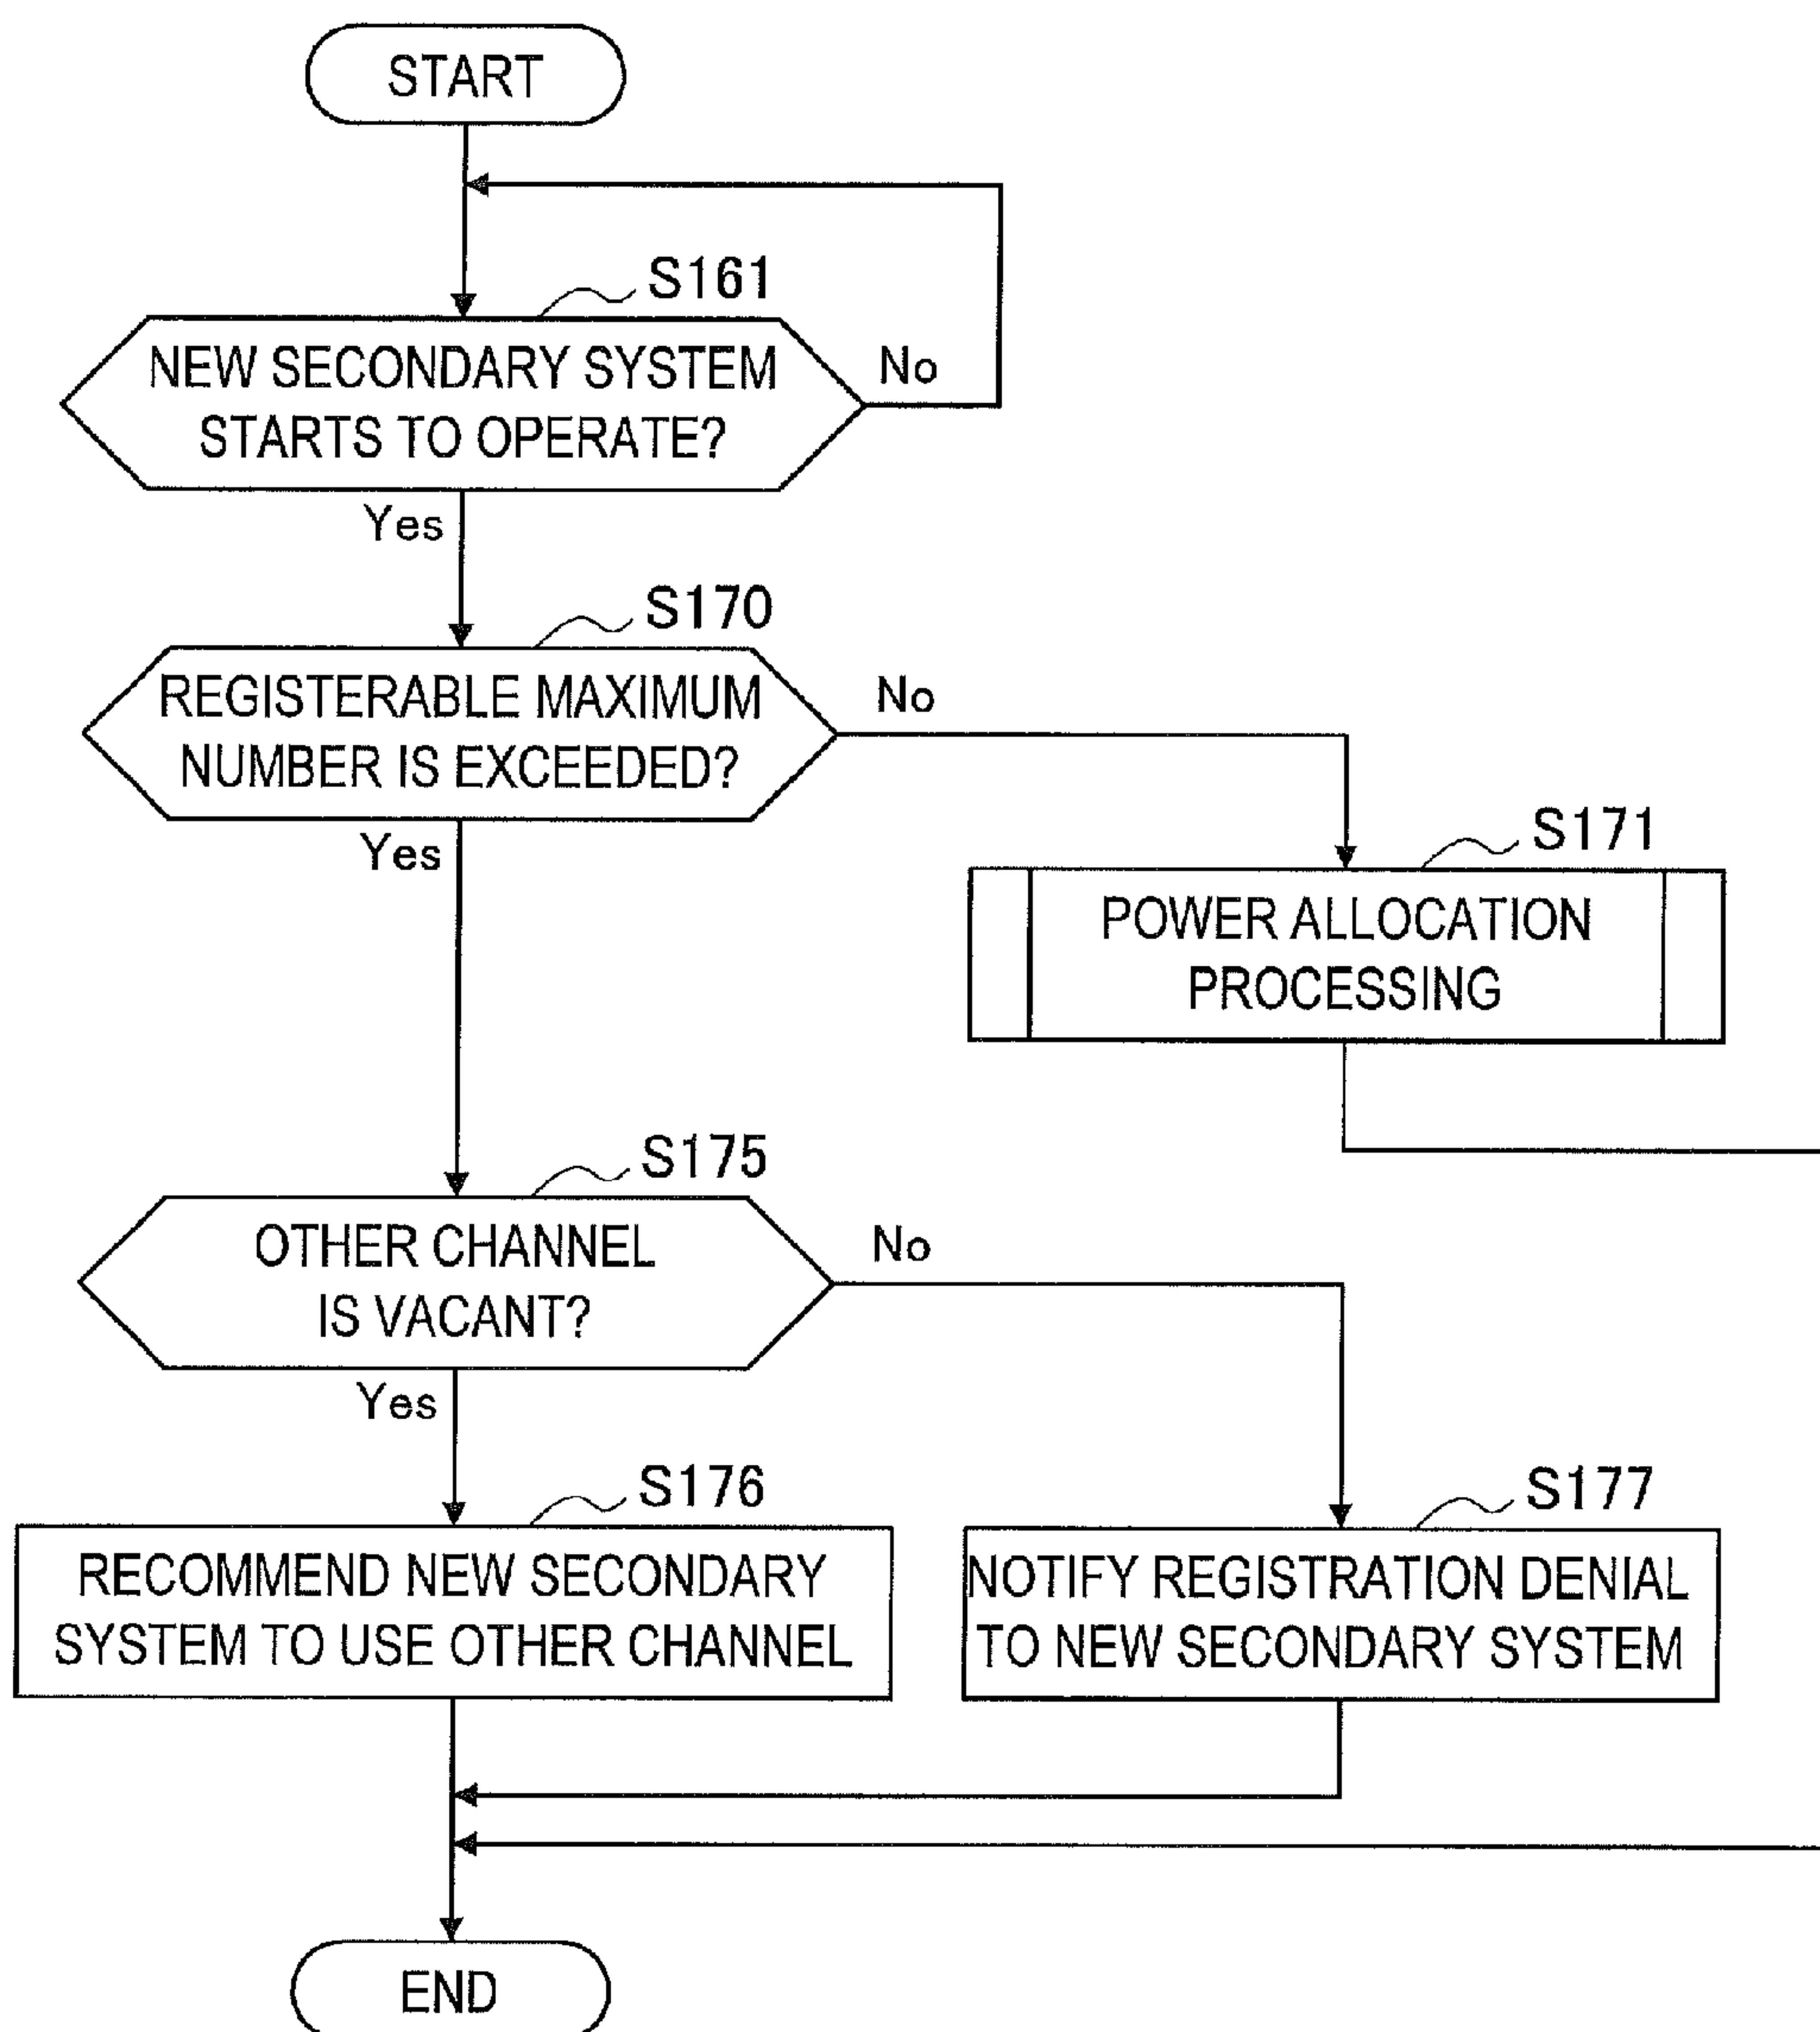 START
S161
NEW SECONDARY SYSTEM
STARTS TO OPERATE?
No
Yes
S170
REGISTERABLE MAXIMUM
NUMBER IS EXCEEDED?
No
Yes
S171
POWER ALLOCATION
PROCESSING
S175
OTHER CHANNEL
IS VACANT?
No
Yes
S176
RECOMMEND NEW SECONDARY
SYSTEM TO USE OTHER CHANNEL
S177
NOTIFY REGISTRATION DENIAL
TO NEW SECONDARY SYSTEM
END